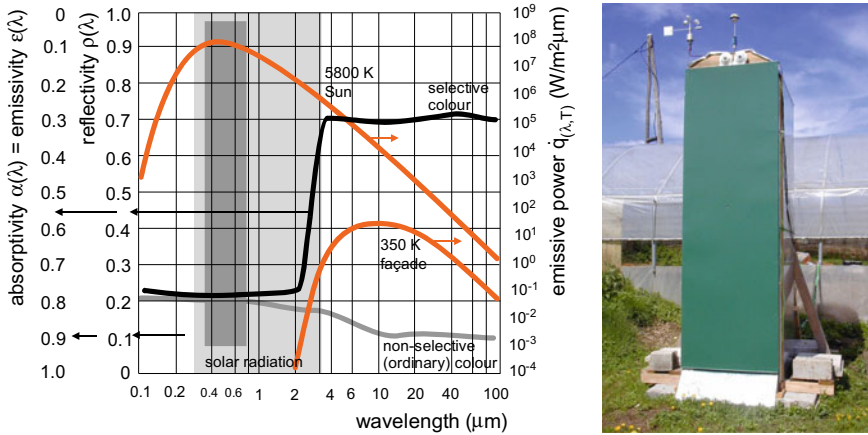 absorptivity α(λ) = emissivity ε(λ)
0
0.1
0.2
0.3
0.4
0.5
0.6
0.7
0.8
0.9
1.0
reflectivity ρ(λ)
1.0
0.9
0.8
0.7
0.6
0.5
0.4
0.3
0.2
0.1
0
5800 K
Sun
selective
colour
350 K
façade
non-selective
(ordinary) colour
solar radiation
10⁹
10⁸
10⁷
10⁶
10⁵
10⁴
10³
10²
10¹
10⁰
10⁻¹
10⁻²
10⁻³
10⁻⁴
emissive power q̇(λ,T) (W/m²μm)
0.1 0.2 0.4 0.6 1 2 4 6 10 20 40 100
wavelength (μm)